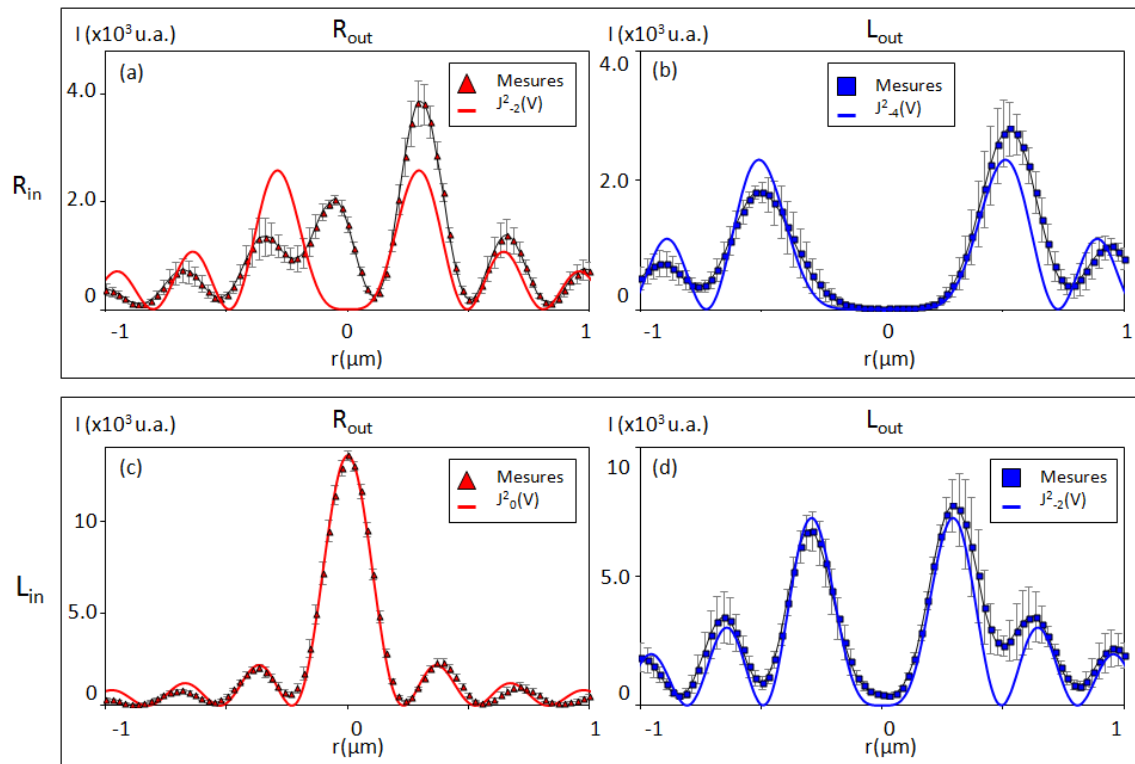 I (x10³ u.a.) R_out I (x10³ u.a.) L_out
(a) (b)
Mesures Mesures
J²₋₂(V) J²₋₄(V)
4.0 4.0
R_in 2.0 2.0
0 0
-1 0 1 -1 0 1
r(µm) r(µm)
I (x10³ u.a.) R_out I (x10³ u.a.) L_out
(c) (d)
Mesures Mesures
J²₀(V) J²₋₂(V)
10 10
L_in 5.0 5.0
0 0
-1 0 1 -1 0 1
r(µm) r(µm)